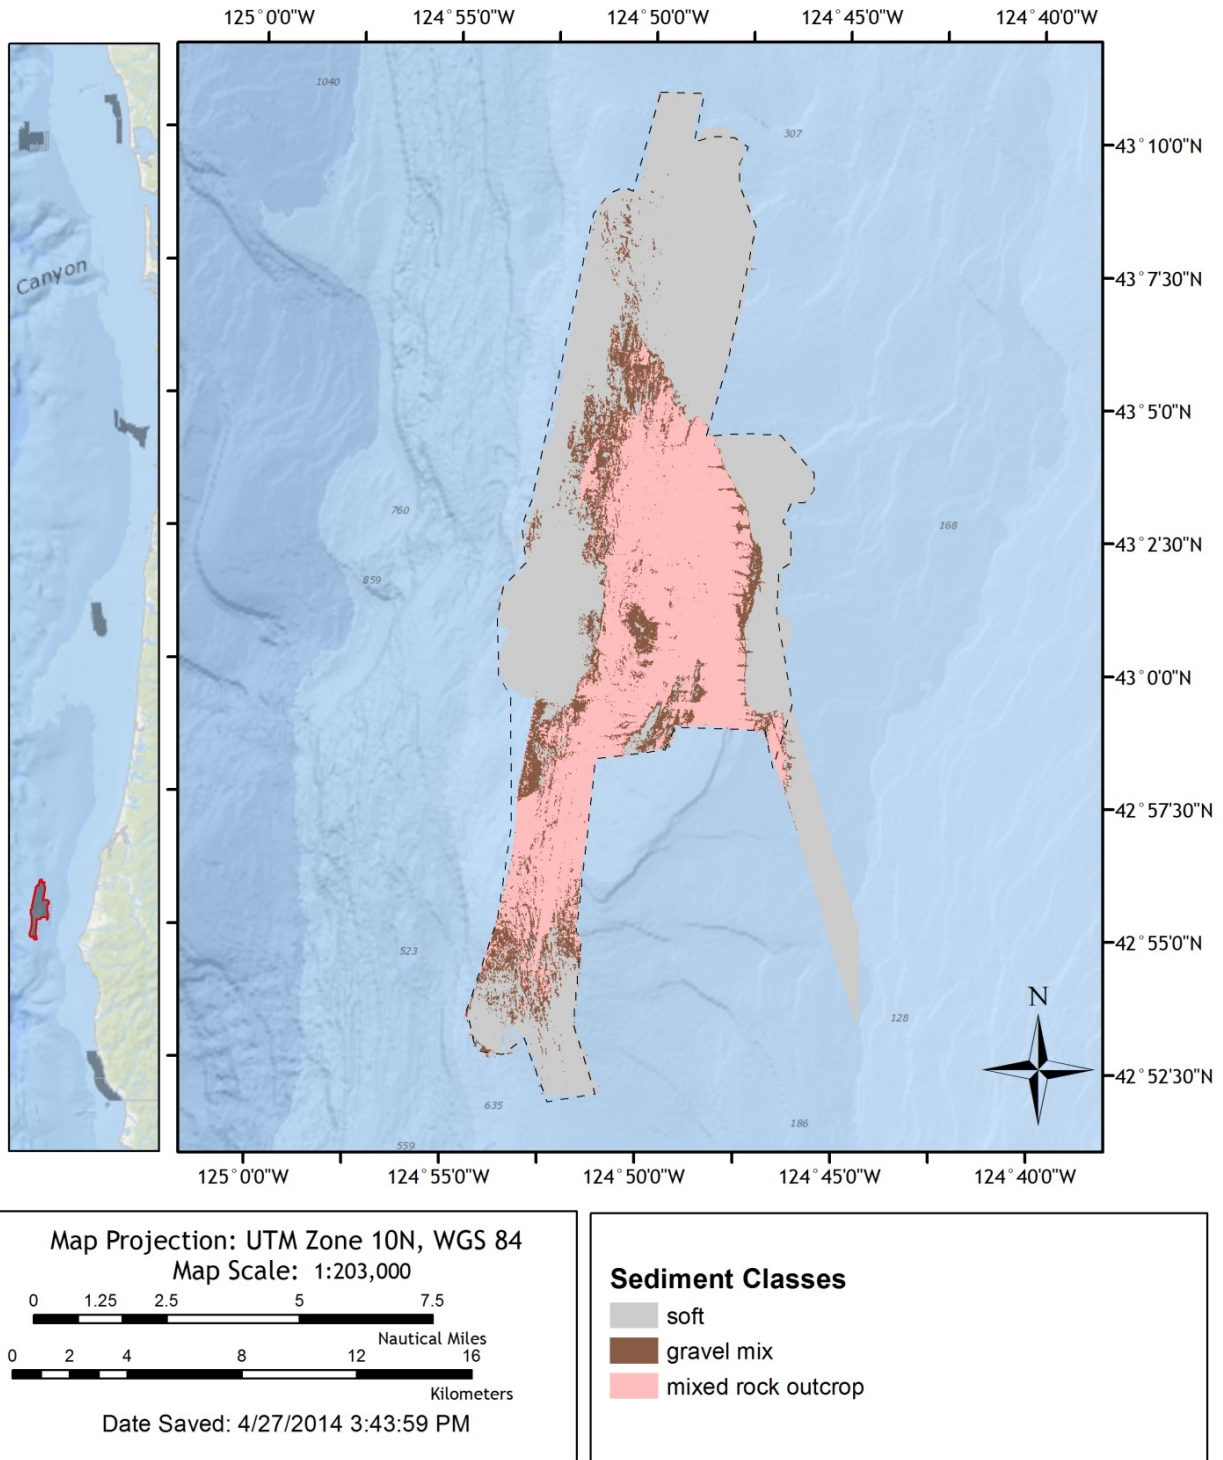 125°0'0"W 124°55'0"W 124°50'0"W 124°45'0"W 124°40'0"W
1040
307
43°10'0"N
Canyon
43°7'30"N
43°5'0"N
760
168
43°2'30"N
859
43°0'0"N
42°57'30"N
523
42°55'0"N
N
128
42°52'30"N
635
186
559
125°0'0"W 124°55'0"W 124°50'0"W 124°45'0"W 124°40'0"W
Map Projection: UTM Zone 10N, WGS 84
Map Scale: 1:203,000
0 1.25 2.5 5 7.5
Nautical Miles
0 2 4 8 12 16
Kilometers
Date Saved: 4/27/2014 3:43:59 PM
Sediment Classes
soft
gravel mix
mixed rock outcrop